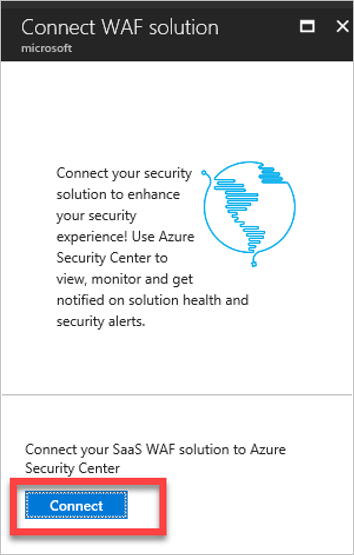 Connect WAF solution
microsoft
Connect your security
solution to enhance
your security
experience! Use Azure
Security Center to
view, monitor and get
notified on solution health and
security alerts.
Connect your SaaS WAF solution to Azure
Security Center
Connect